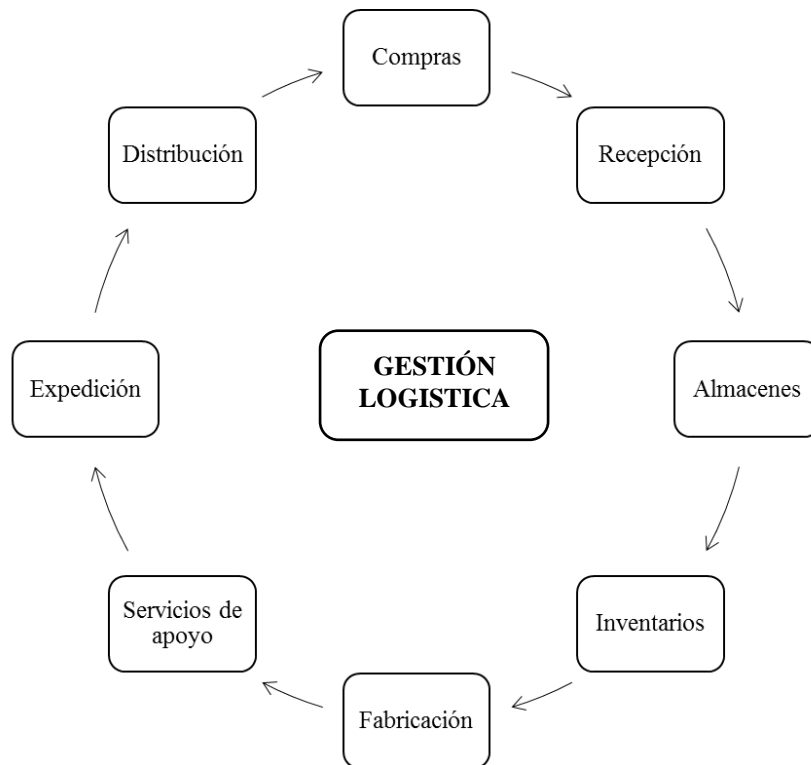 Compras
Recepción
Almacenes
Inventarios
Fabricación
Servicios de
apoyo
Expedición
Distribución
GESTIÓN
LOGISTICA